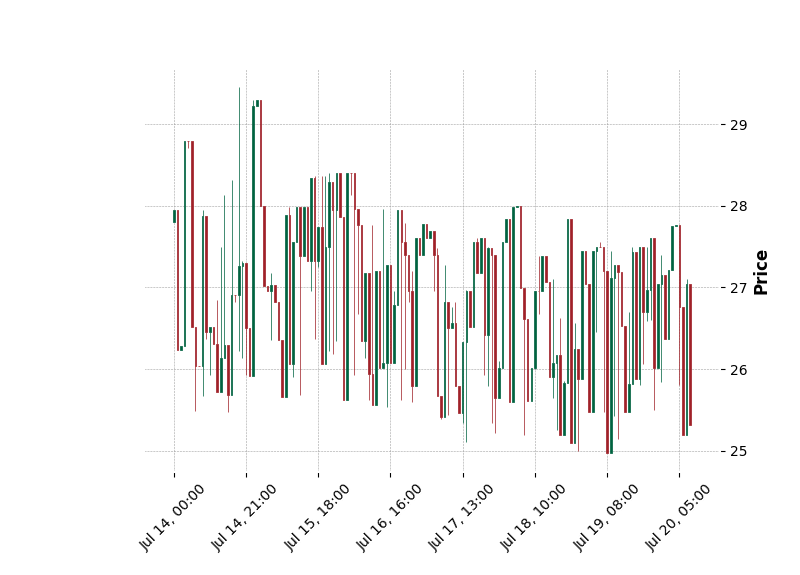 29
28
27
26
25
Price
Jul 14, 00:00
Jul 14, 21:00
Jul 15, 18:00
Jul 16, 16:00
Jul 17, 13:00
Jul 18, 10:00
Jul 19, 08:00
Jul 20, 05:00